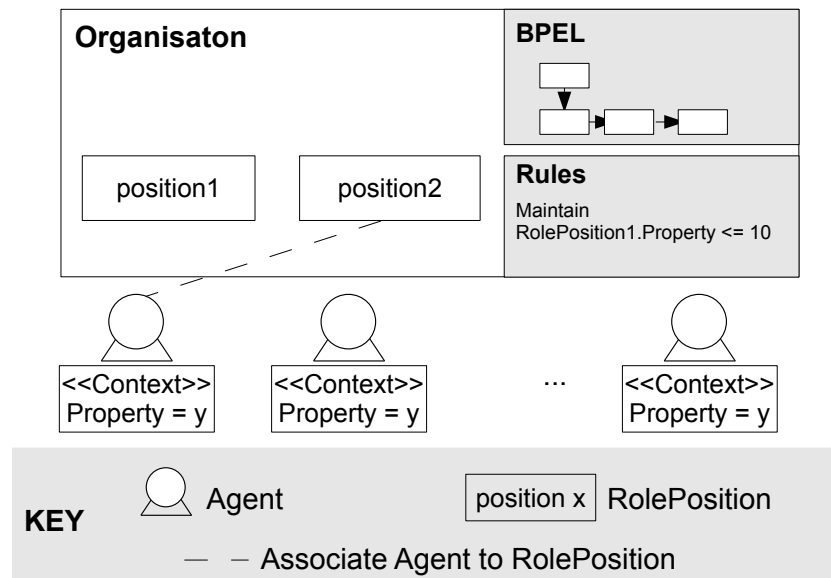 Organisaton
BPEL
position1
position2
Rules
Maintain
RolePosition1.Property <= 10
<<Context>>
Property = y
<<Context>>
Property = y
...
<<Context>>
Property = y
KEY
Agent
position x
RolePosition
Associate Agent to RolePosition